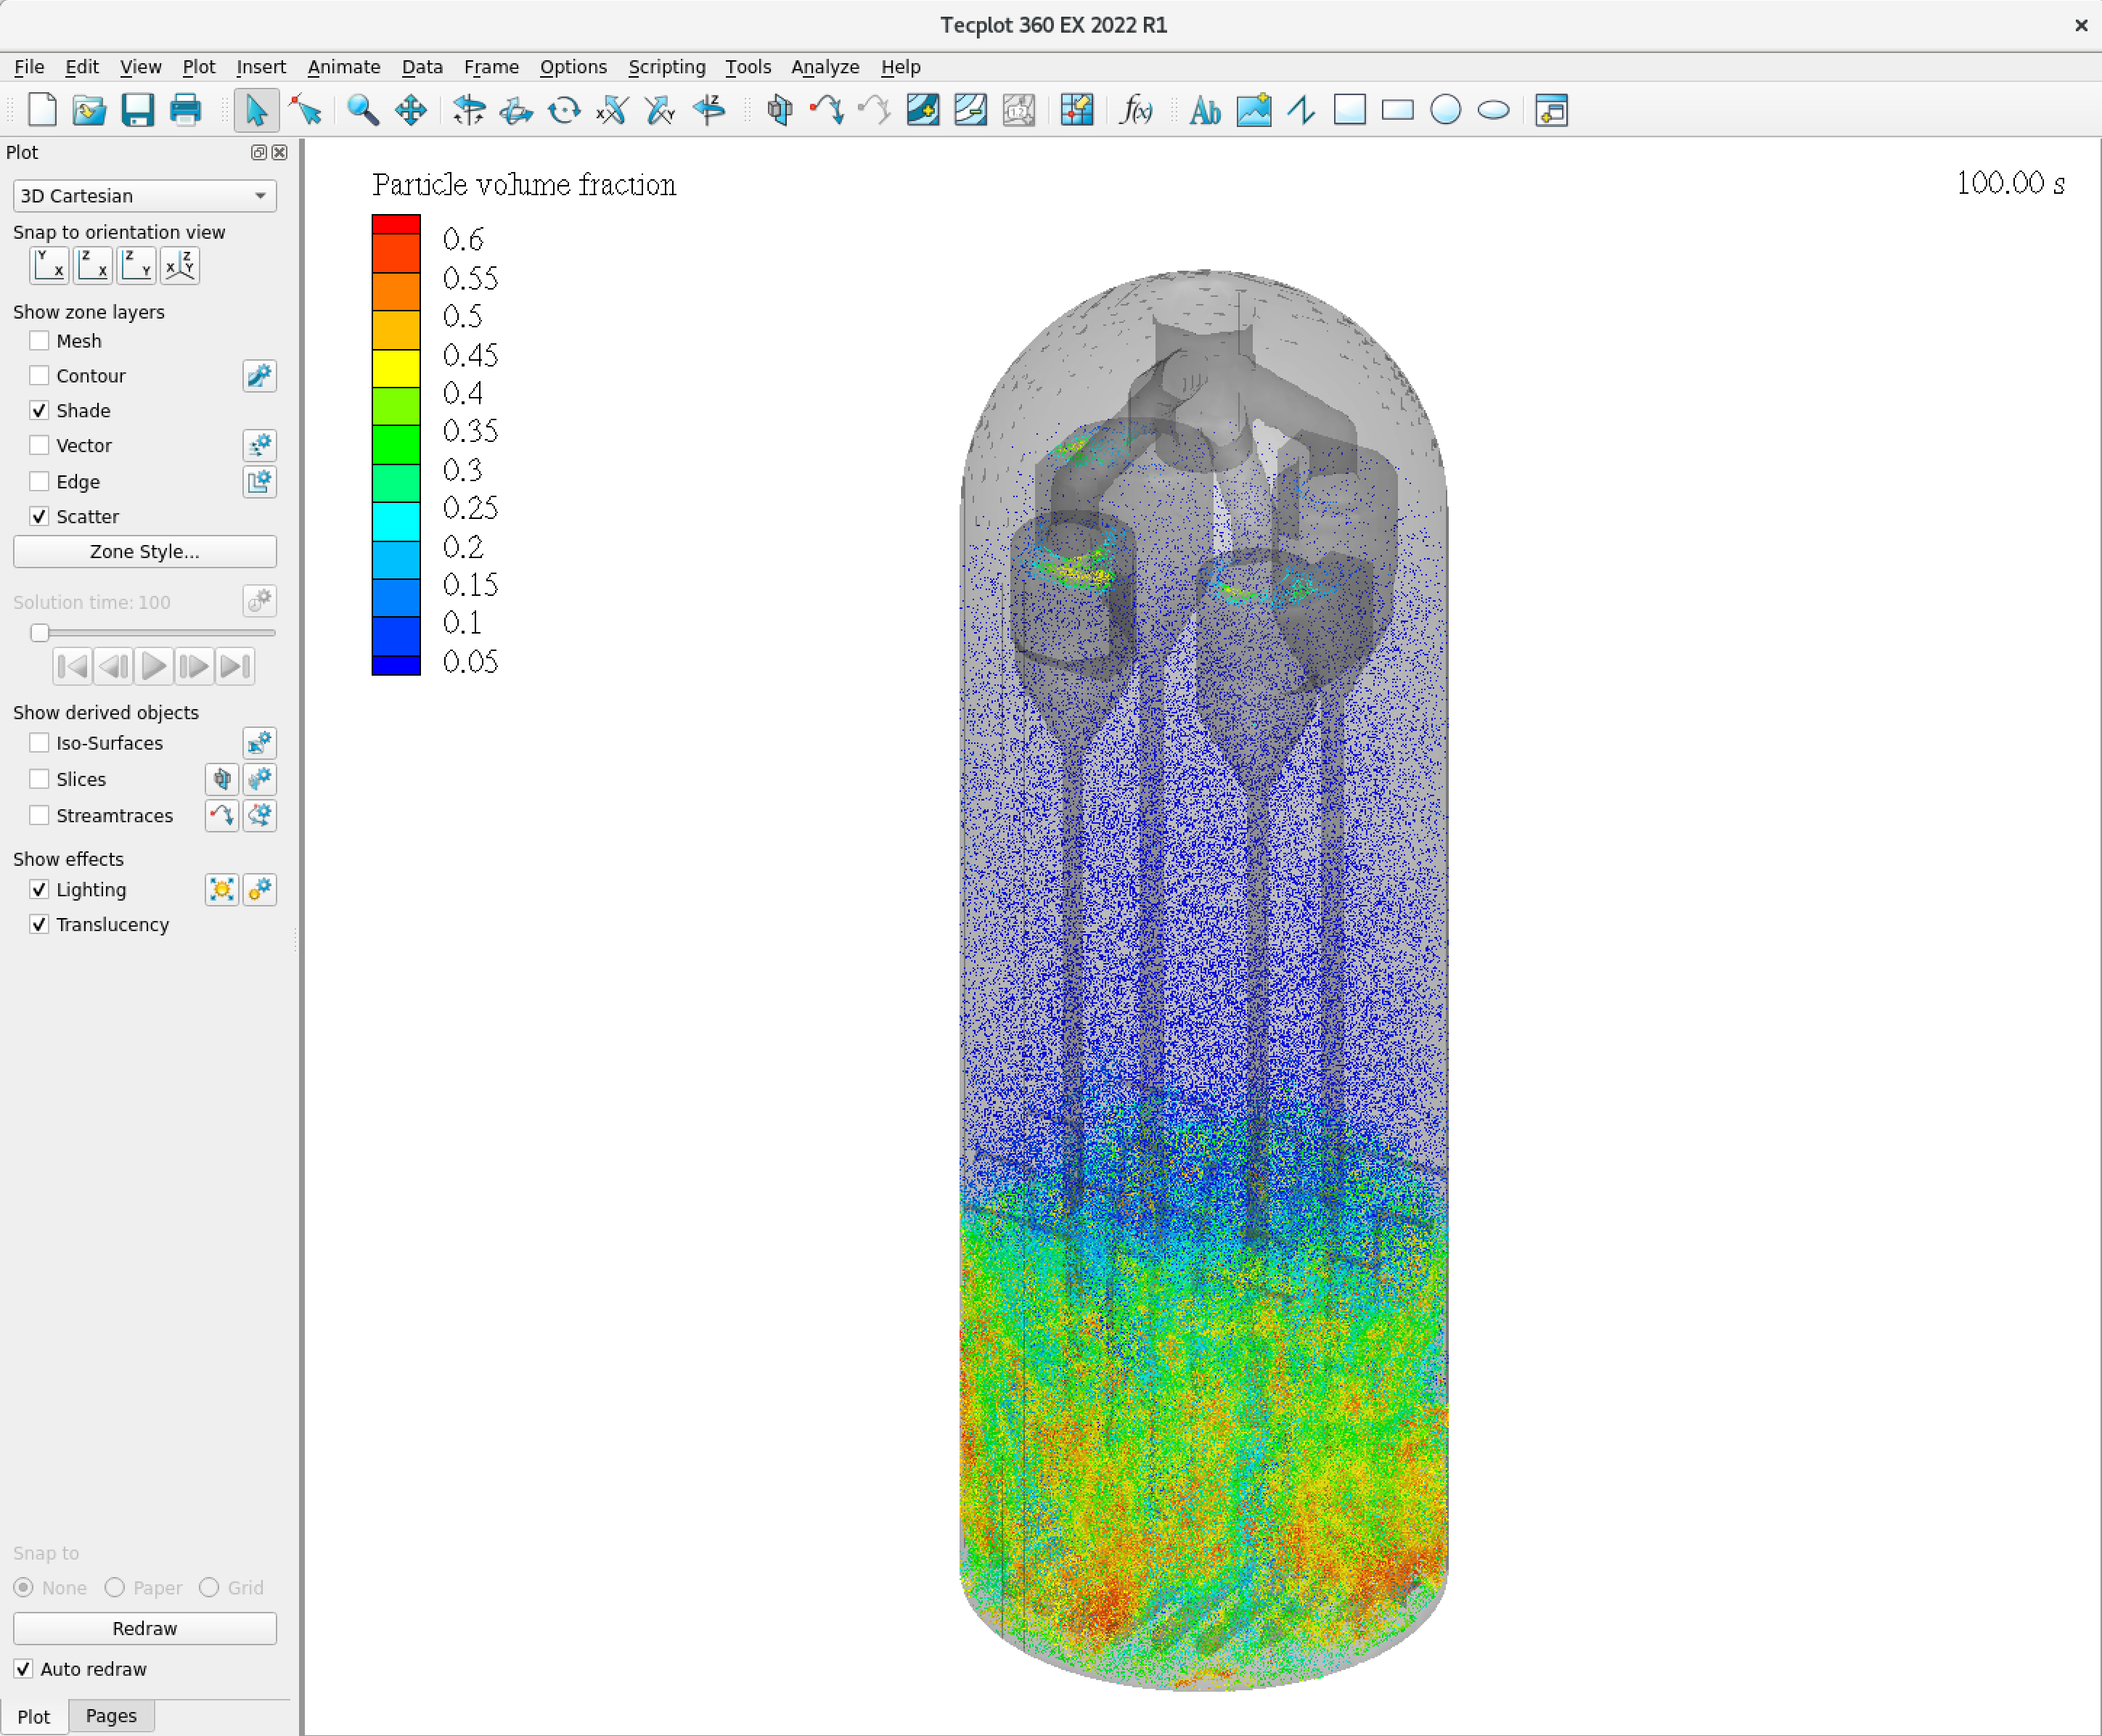 Tecplot 360 EX 2022 R1
File Edit View Plot Insert Animate Data Frame Options Scripting Tools Analyze Help
Ab
f(x)
Plot
3D Cartesian
Snap to orientation view
Y X Z X Z Y X Z Y
Show zone layers
Mesh
Contour
Shade
Vector
Edge
Scatter
Zone Style...
Solution time: 100
Show derived objects
Iso-Surfaces
Slices
Streamtraces
Show effects
Lighting
Translucency
Snap to
None Paper Grid
Redraw
Auto redraw
Plot Pages
Particle volume fraction
0.6
0.55
0.5
0.45
0.4
0.35
0.3
0.25
0.2
0.15
0.1
0.05
100.00 s